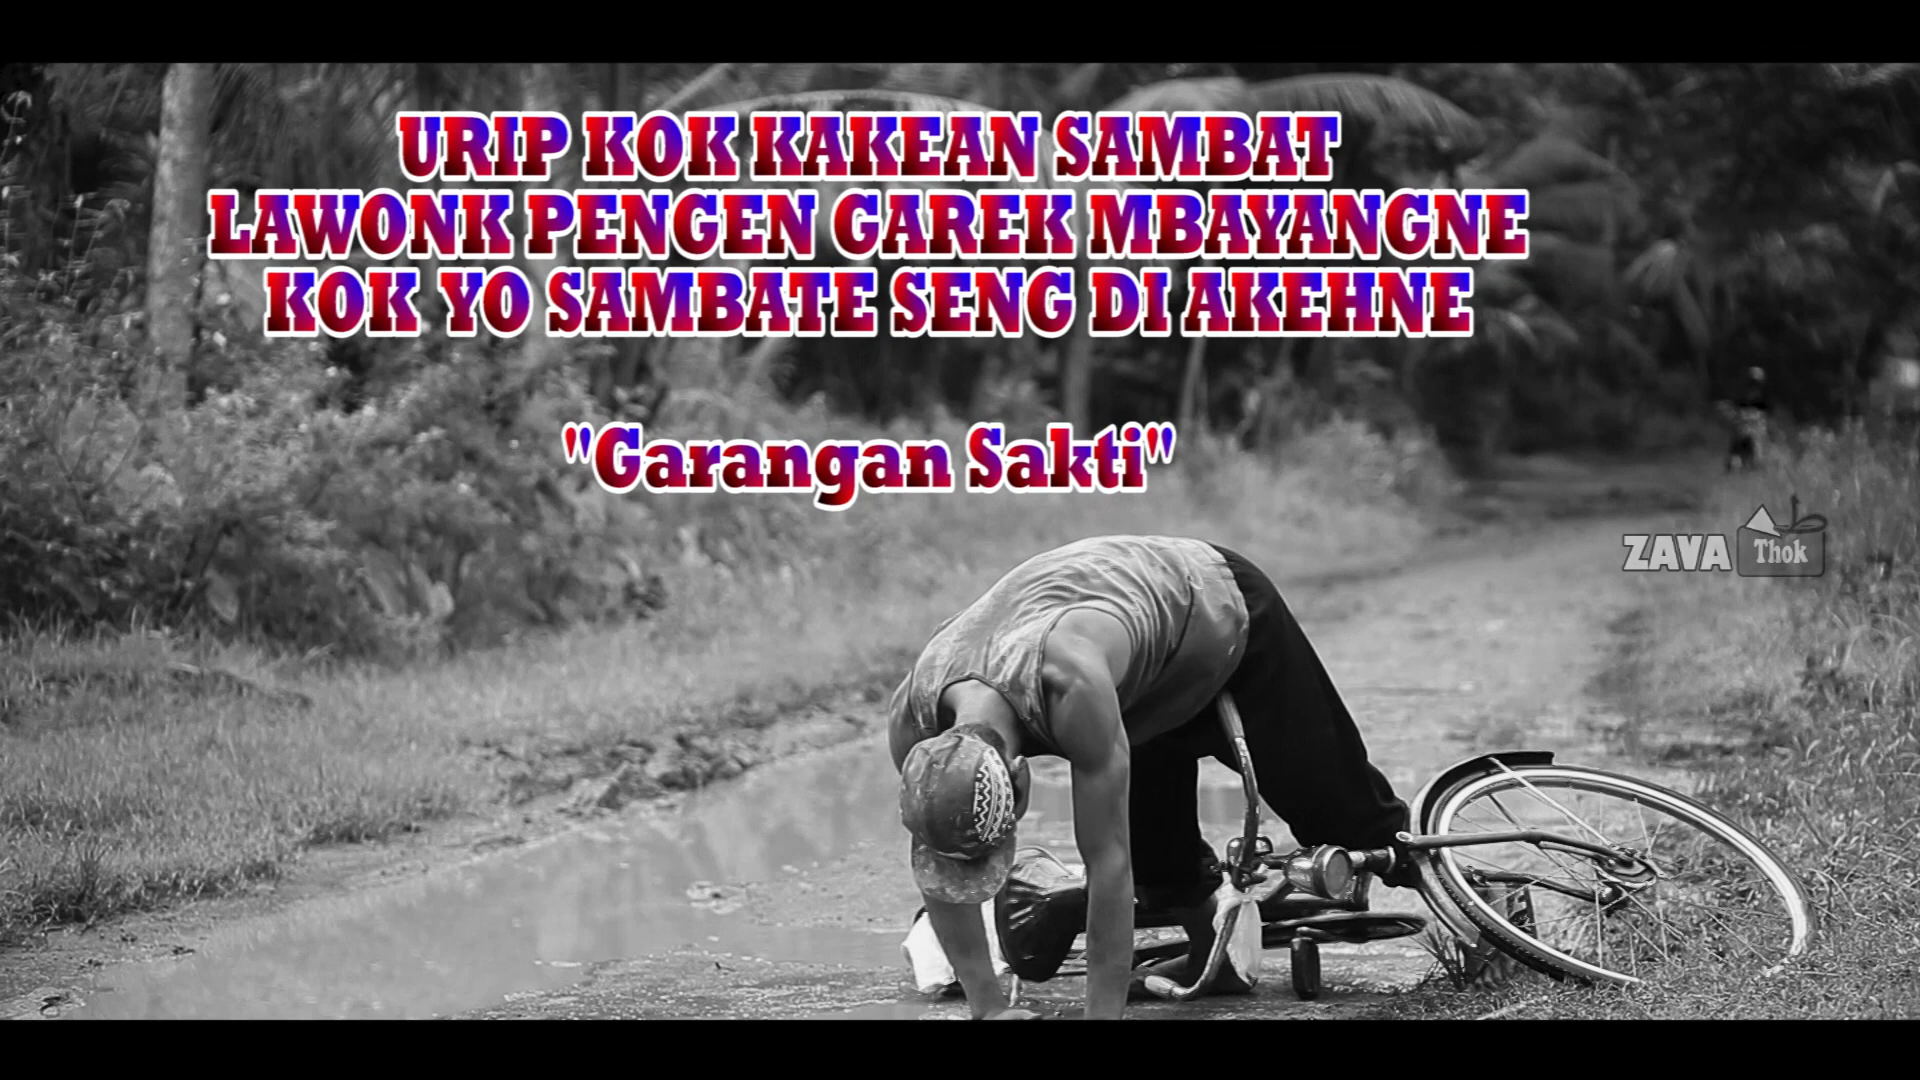 URIP KOK KAKEAN SAMBAT
LAWONK PENGEN GAREK MBAYANGNE
KOK YO SAMBATE SENG DI AKEHNE
"Garangan Sakti"
ZAVA Thok